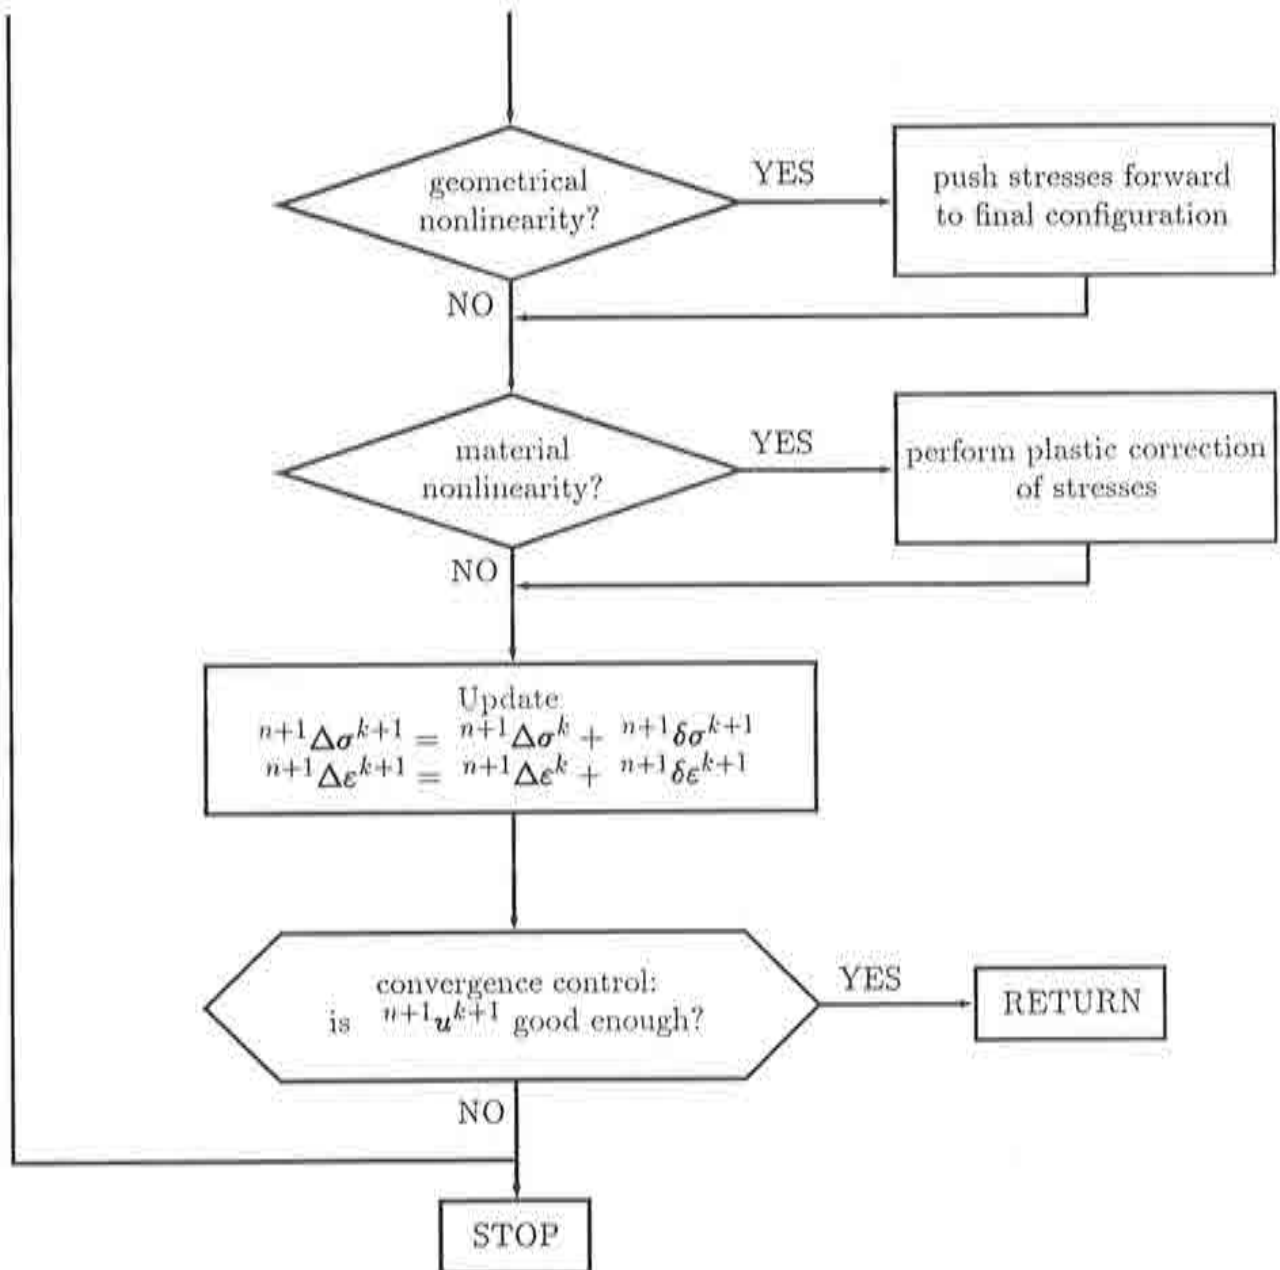 geometrical
nonlinearity?
YES
push stresses forward
to final configuration
NO
material
nonlinearity?
YES
perform plastic correction
of stresses
NO
Update
ⁿ⁺¹Δσᵏ⁺¹ = ⁿ⁺¹Δσᵏ + ⁿ⁺¹δσᵏ⁺¹
ⁿ⁺¹Δεᵏ⁺¹ = ⁿ⁺¹Δεᵏ + ⁿ⁺¹δεᵏ⁺¹
convergence control:
is ⁿ⁺¹uᵏ⁺¹ good enough?
YES
RETURN
NO
STOP